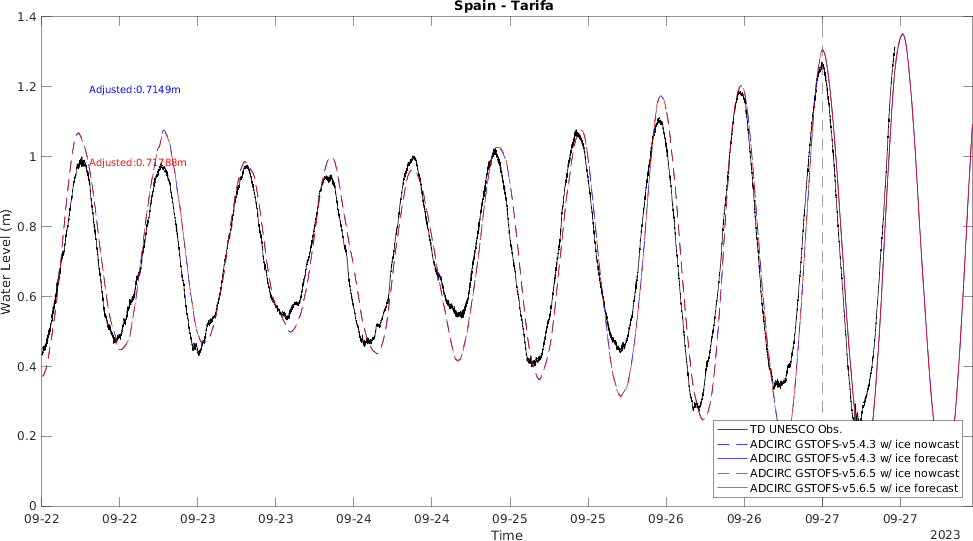 Spain - Tarifa
1.4
1.2
1
0.8
0.6
0.4
0.2
0
Water Level (m)
Adjusted:0.7149m
Adjusted:0.71788m
TD UNESCO Obs.
ADCIRC GSTOFS-v5.4.3 w/ ice nowcast
ADCIRC GSTOFS-v5.4.3 w/ ice forecast
ADCIRC GSTOFS-v5.6.5 w/ ice nowcast
ADCIRC GSTOFS-v5.6.5 w/ ice forecast
09-22 09-22 09-23 09-23 09-24 09-24 09-25 09-25 09-26 09-26 09-27 09-27
Time
2023